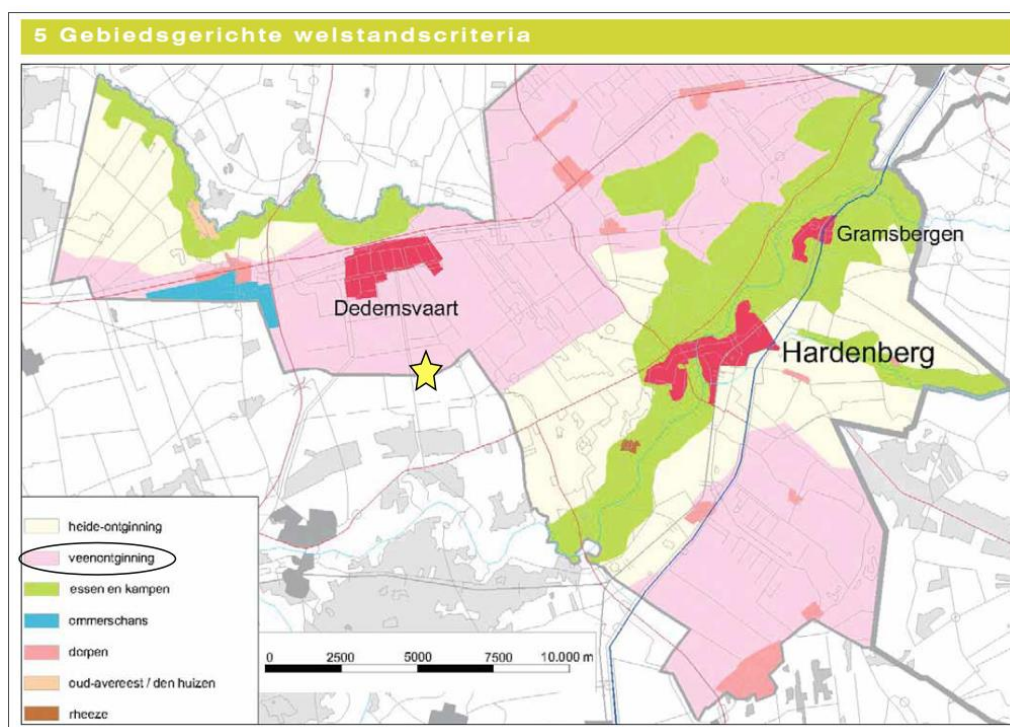 5 Gebiedsgerichte welstandscriteria
Gramsbergen
Dedemsvaart
Hardenberg
heide-ontginning
veenontginning
essen en kampen
ommerschans
dorpen
oud-avereest / den huizen
rheeze
0 2500 5000 7500 10.000 m